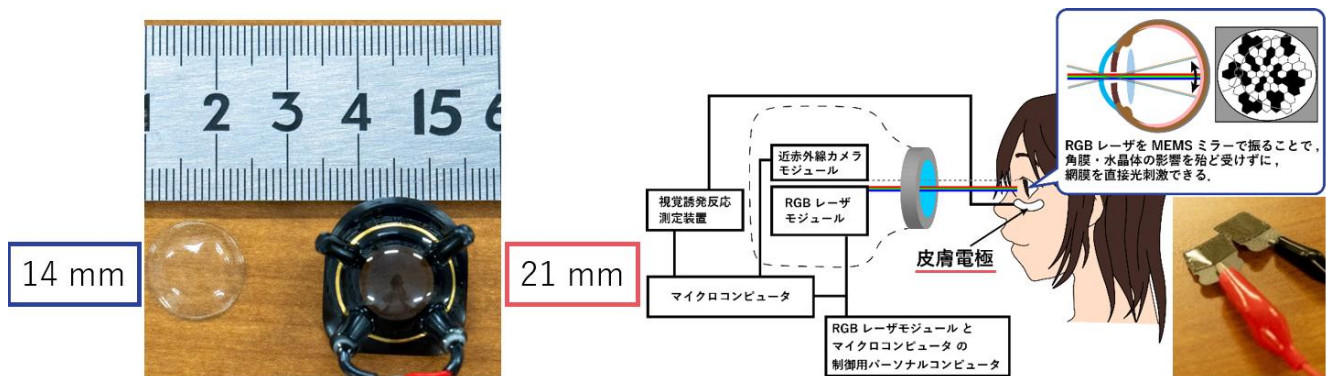 1 2 3 4 15 6
14 mm
21 mm
近赤外線カメラ
モジュール
視覚誘発反応
測定装置
RGB レーザ
モジュール
マイクロコンピュータ
RGB レーザモジュール と
マイクロコンピュータ の
制御用パーソナルコンピュータ
皮膚電極
RGB レーザを MEMS ミラーで振ることで ,
角膜・水晶体の影響を殆ど受けずに ,
網膜を直接光刺激できる.